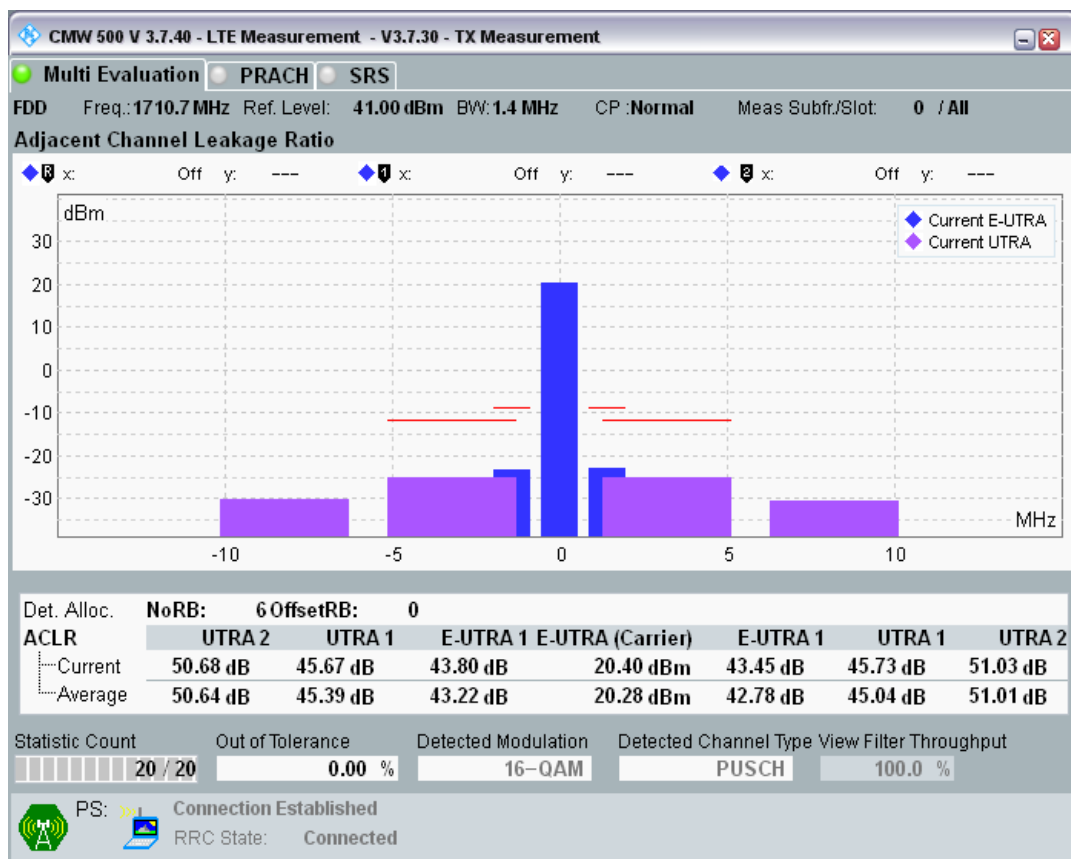 CMW 500 V 3.7.40 - LTE Measurement - V3.7.30 - TX Measurement
Multi Evaluation PRACH SRS
FDD Freq.: 1710.7 MHz Ref. Level: 41.00 dBm BW: 1.4 MHz CP :Normal Meas Subfr./Slot: 0 / All
Adjacent Channel Leakage Ratio
R x: Off y: --- 1 x: Off y: --- 2 x: Off y: ---
dBm
Current E-UTRA
Current UTRA
30
20
10
0
-10
-20
-30
MHz
-10 -5 0 5 10
Det. Alloc. NoRB: 6 OffsetRB: 0
ACLR UTRA 2 UTRA 1 E-UTRA 1 E-UTRA (Carrier) E-UTRA 1 UTRA 1 UTRA 2
Current 50.68 dB 45.67 dB 43.80 dB 20.40 dBm 43.45 dB 45.73 dB 51.03 dB
Average 50.64 dB 45.39 dB 43.22 dB 20.28 dBm 42.78 dB 45.04 dB 51.01 dB
Statistic Count Out of Tolerance Detected Modulation Detected Channel Type View Filter Throughput
20 / 20 0.00 % 16-QAM PUSCH 100.0 %
PS: Connection Established
RRC State: Connected